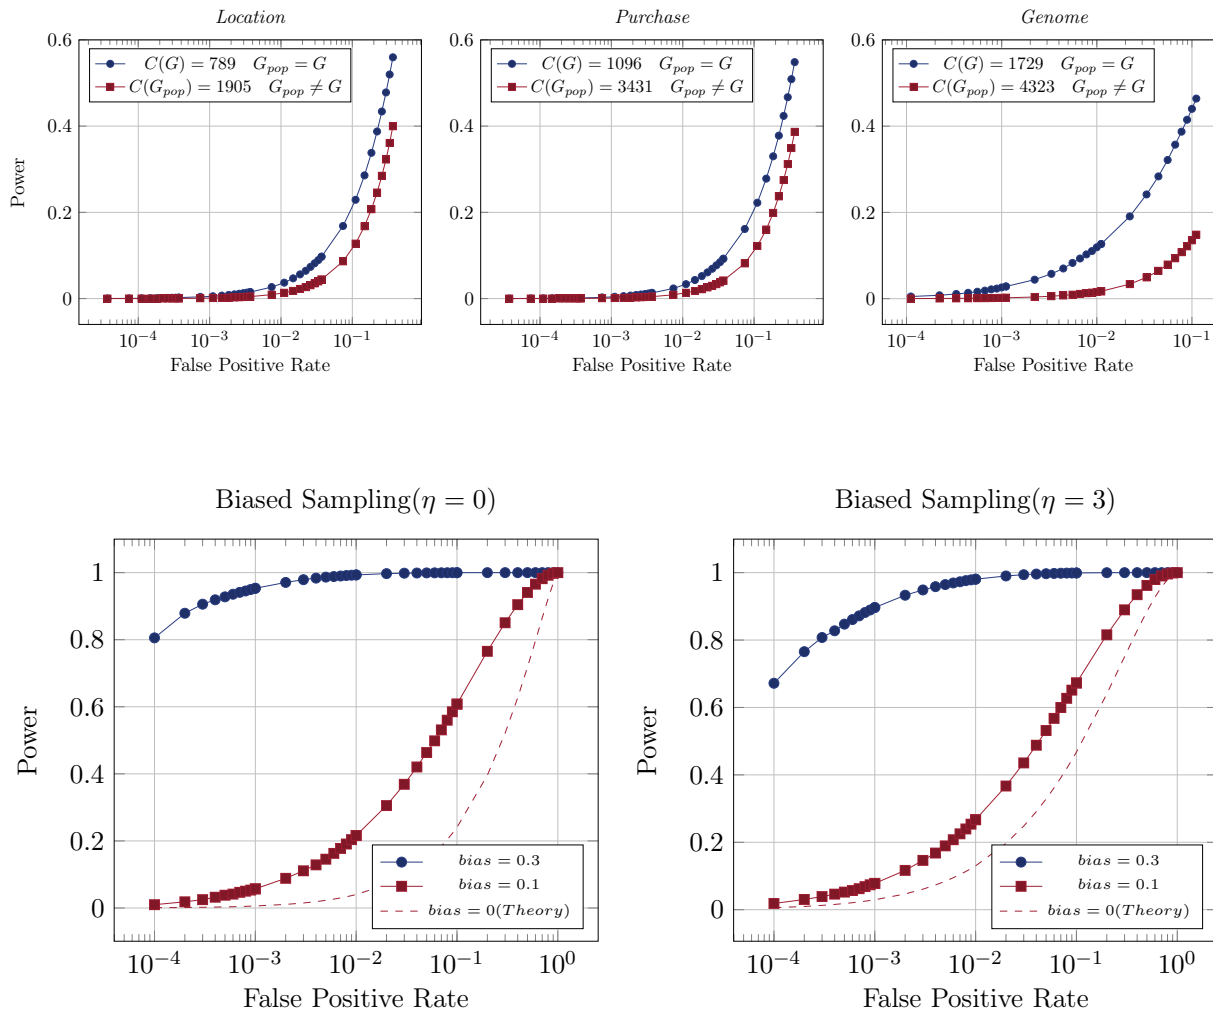 Location
Purchase
Genome
Power
0.6
0.4
0.2
0
C(G) = 789 G_pop = G
C(G_pop) = 1905 G_pop ≠ G
10^−4 10^−3 10^−2 10^−1
False Positive Rate
0.6
0.4
0.2
0
C(G) = 1096 G_pop = G
C(G_pop) = 3431 G_pop ≠ G
10^−4 10^−3 10^−2 10^−1
False Positive Rate
0.6
0.4
0.2
0
C(G) = 1729 G_pop = G
C(G_pop) = 4323 G_pop ≠ G
10^−4 10^−3 10^−2 10^−1
False Positive Rate
Biased Sampling(η = 0)
Power
1
0.8
0.6
0.4
0.2
0
bias = 0.3
bias = 0.1
bias = 0(Theory)
10^−4 10^−3 10^−2 10^−1 10^0
False Positive Rate
Biased Sampling(η = 3)
Power
1
0.8
0.6
0.4
0.2
0
bias = 0.3
bias = 0.1
bias = 0(Theory)
10^−4 10^−3 10^−2 10^−1 10^0
False Positive Rate